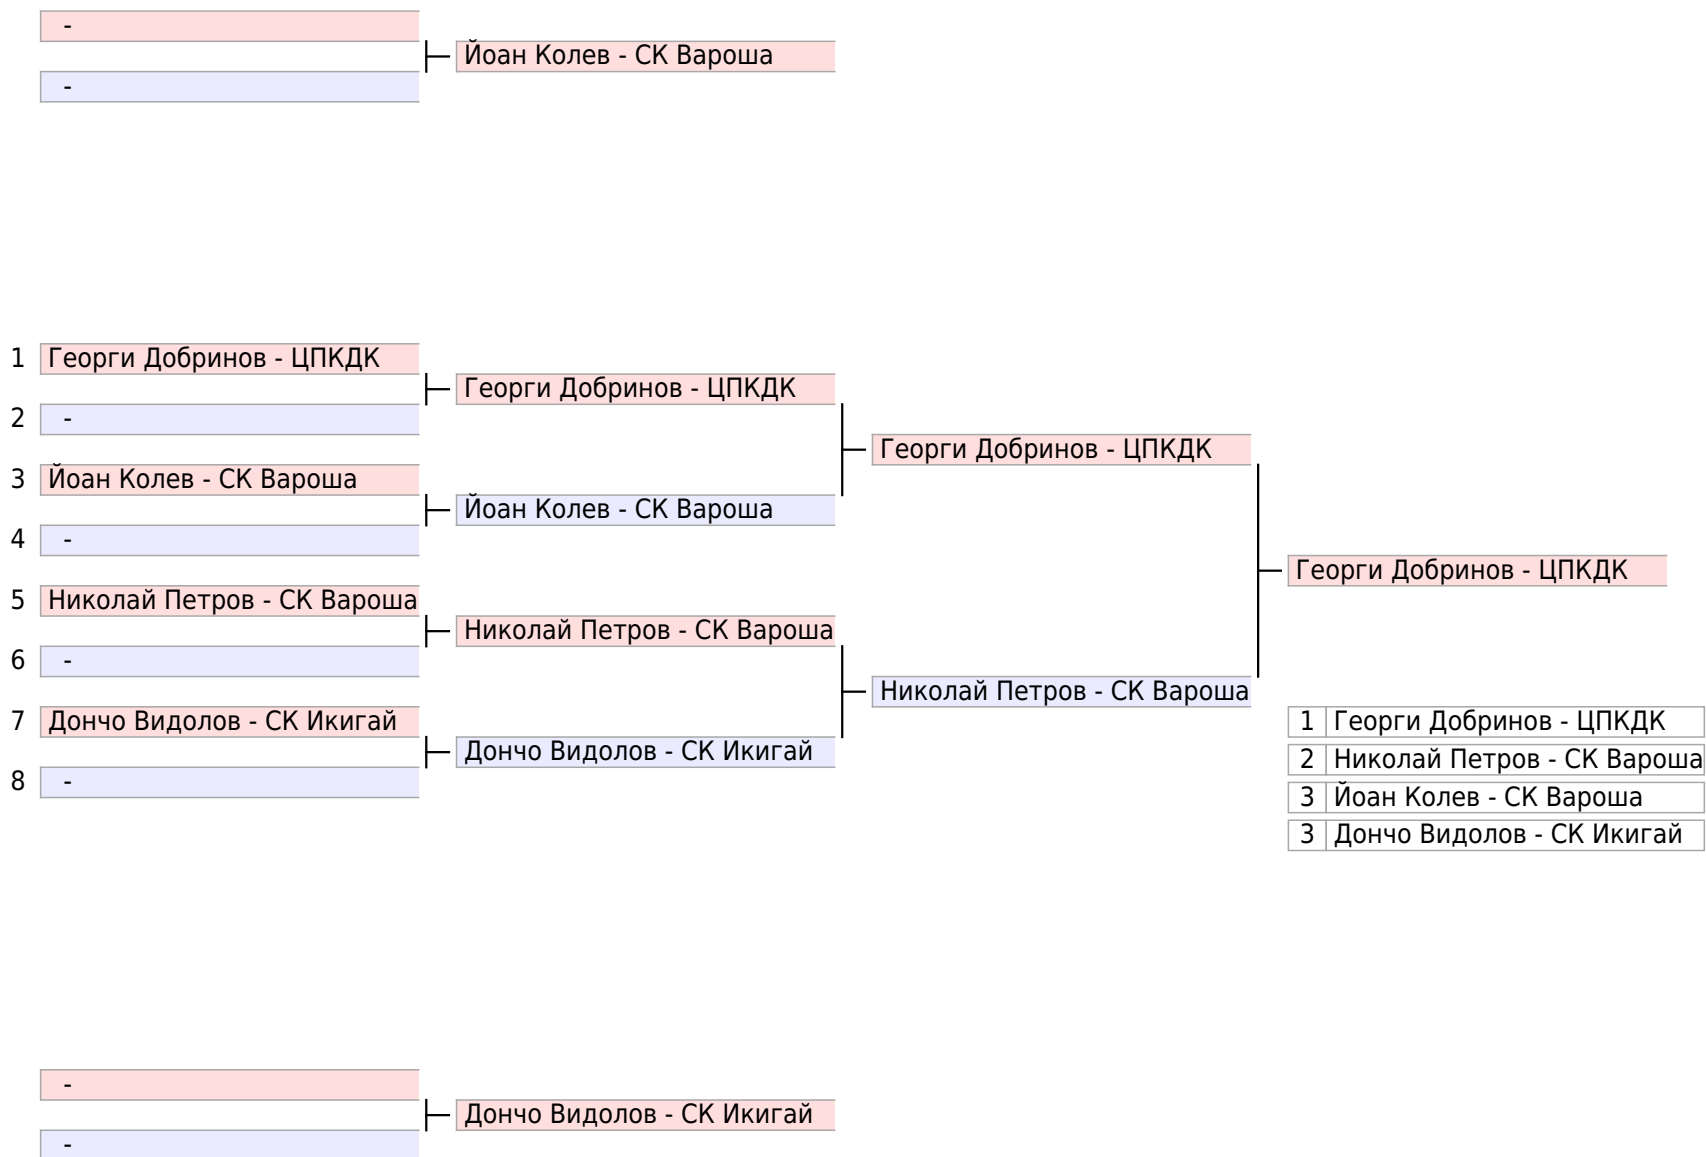 -
Йоан Колев - СК Вароша
-
1 Георги Добринов - ЦПКДК
Георги Добринов - ЦПКДК
2 -
Георги Добринов - ЦПКДК
3 Йоан Колев - СК Вароша
Йоан Колев - СК Вароша
4 -
Георги Добринов - ЦПКДК
5 Николай Петров - СК Вароша
Николай Петров - СК Вароша
6 -
Николай Петров - СК Вароша
7 Дончо Видолов - СК Икигай
Дончо Видолов - СК Икигай
8 -
1 Георги Добринов - ЦПКДК
2 Николай Петров - СК Вароша
3 Йоан Колев - СК Вароша
3 Дончо Видолов - СК Икигай
-
Дончо Видолов - СК Икигай
-